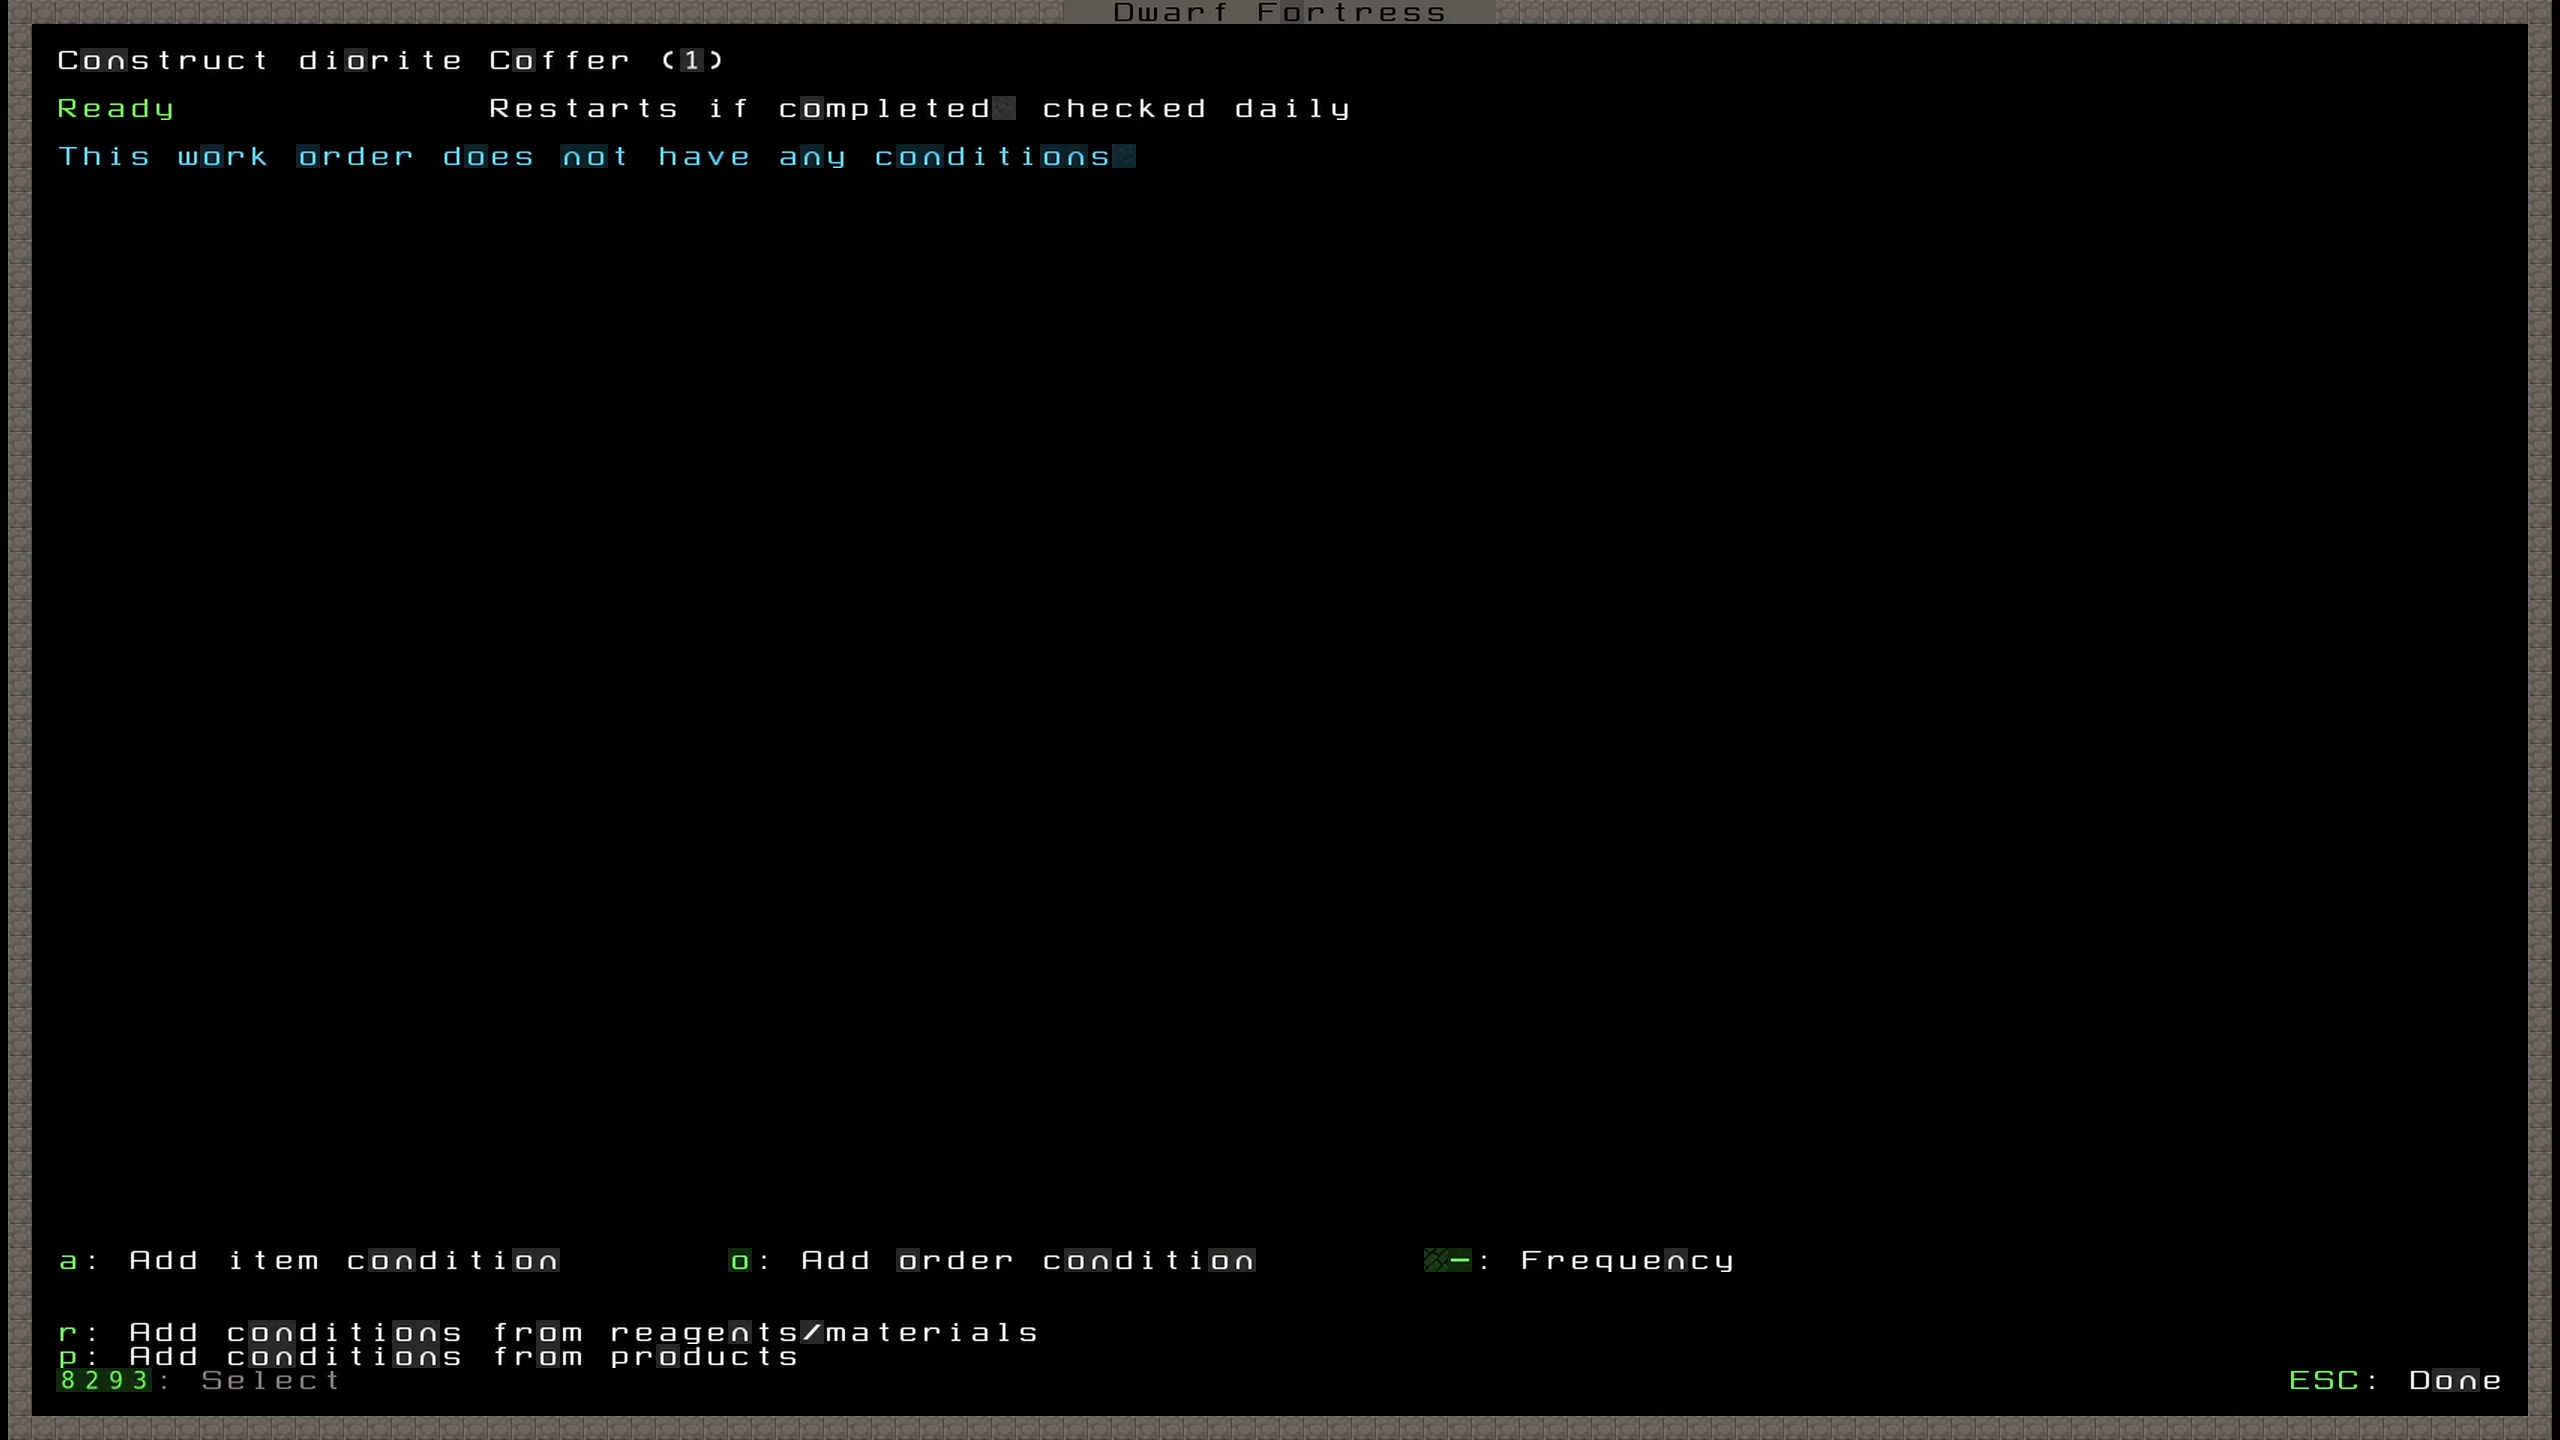 Dwarf Fortress
Construct diorite Coffer (1)
Ready Restarts if completed checked daily
This work order does not have any conditions
a: Add item condition o: Add order condition -: Frequency
r: Add conditions from reagents/materials
p: Add conditions from products
8293: Select ESC: Done